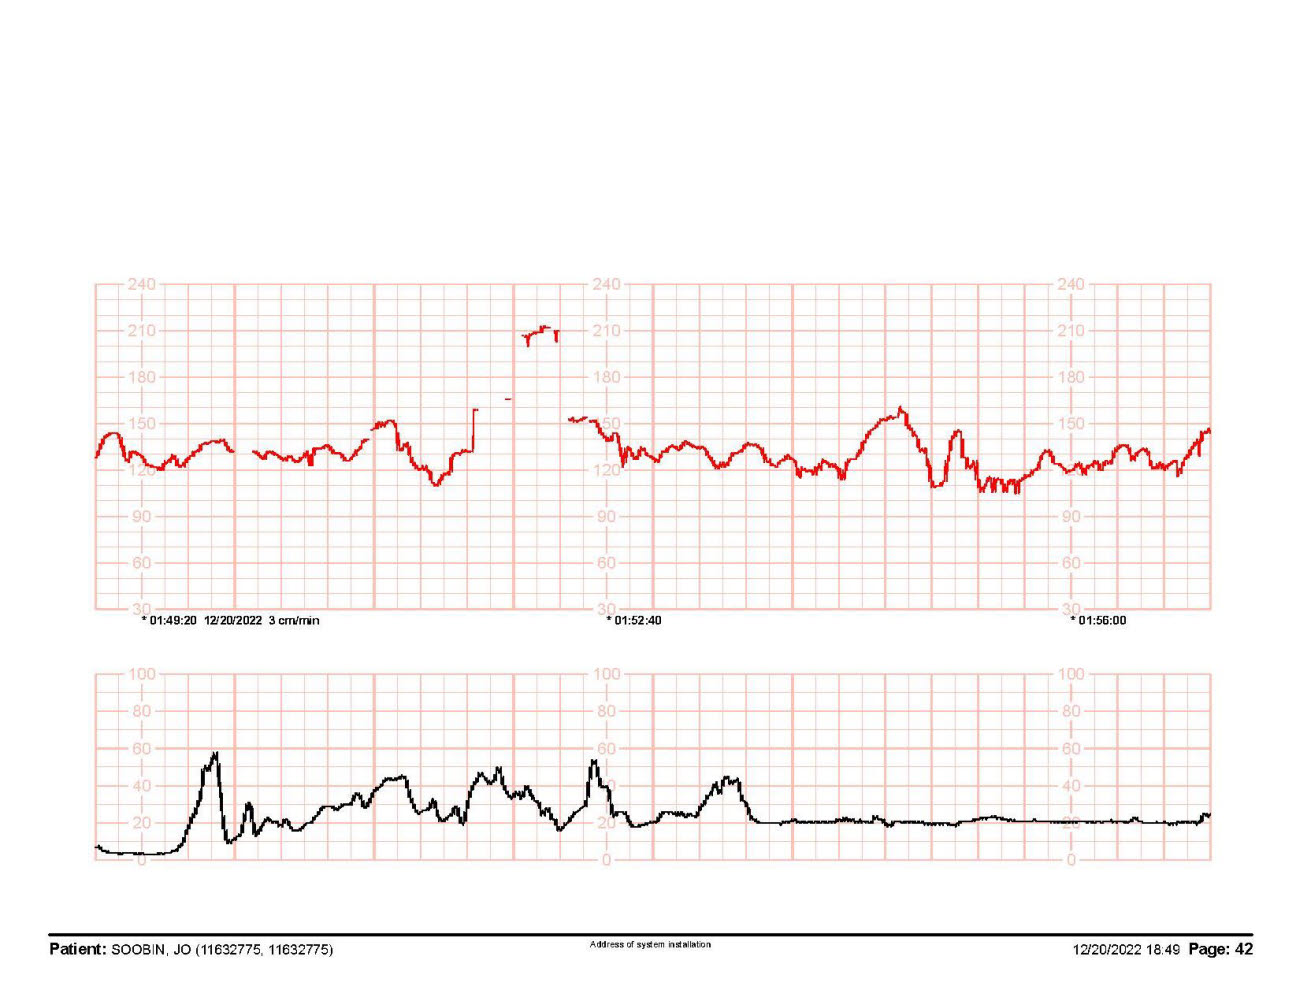 240 240 240
210 210 210
180 180 180
150 150 150
120 120 120
90 90 90
60 60 60
30 30 30
* 01:49:20 12/20/2022 3 cm/min * 01:52:40 * 01:56:00
100 100 100
80 80 80
60 60 60
40 40 40
20 20 20
0 0 0
Patient: SOOBIN, JO (11632775, 11632775) Address of system installation 12/20/2022 18:49 Page: 42